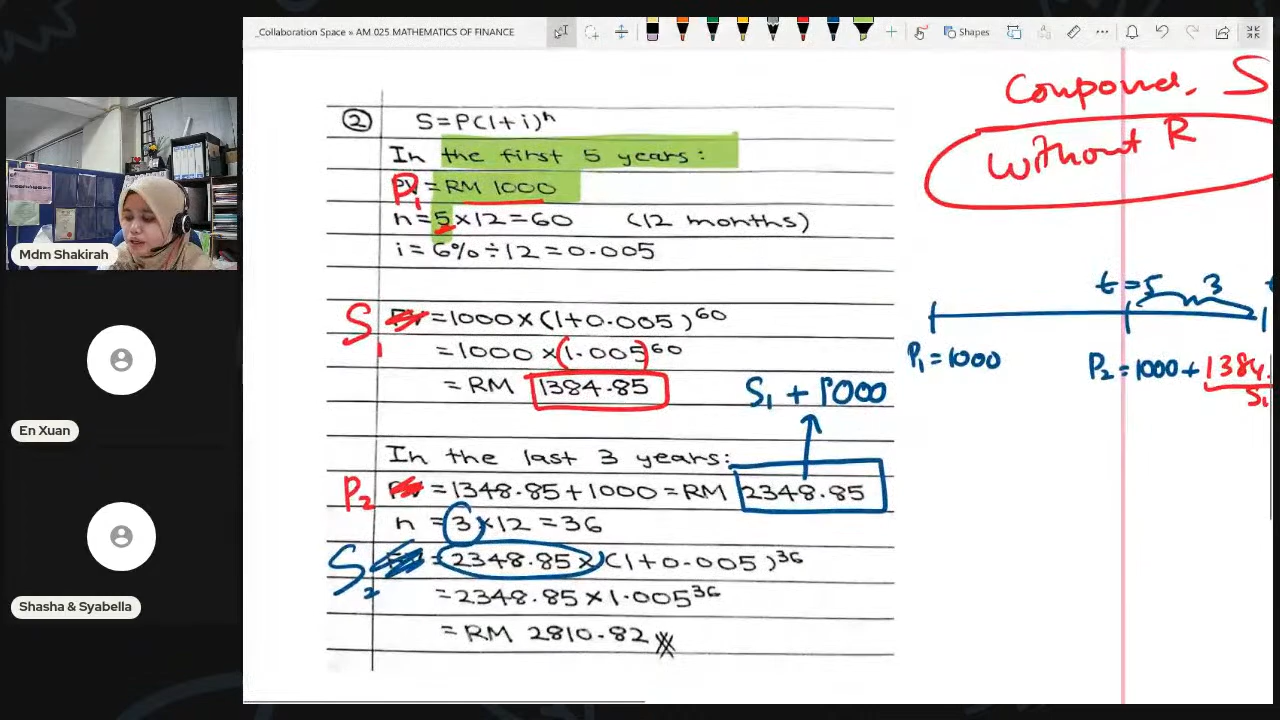 _Collaboration Space » AM 025 MATHEMATICS OF FINANCE
Shapes
Mdm Shakirah
En Xuan
Shasha & Syabella
② S=P(1+i)ⁿ
In the first 5 years:
P₁ = RM 1000
n=5×12=60 (12 months)
i=6%÷12=0.005
S₁ =1000×(1+0.005)⁶⁰
=1000×(1.005)⁶⁰
=RM 1384.85
S₁ + 1000
In the last 3 years:
P₂ =1348.85+1000=RM 2348.85
n =3×12=36
S₂ =2348.85×(1+0.005)³⁶
=2348.85×1.005³⁶
=RM 2810.82
Compound, S
without R
t=5 3 t
P₁=1000
P₂=1000+1384.
S₁